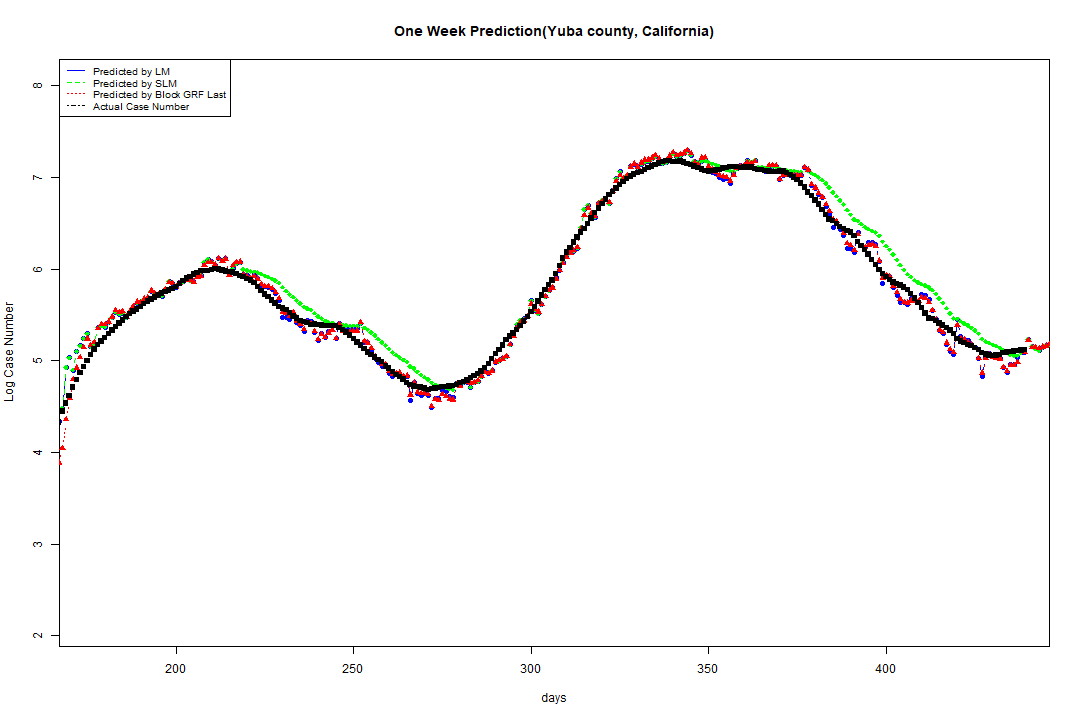 One Week Prediction(Yuba county, California)
Predicted by LM
Predicted by SLM
Predicted by Block GRF Last
Actual Case Number
8
7
6
5
4
3
2
Log Case Number
200 250 300 350 400
days